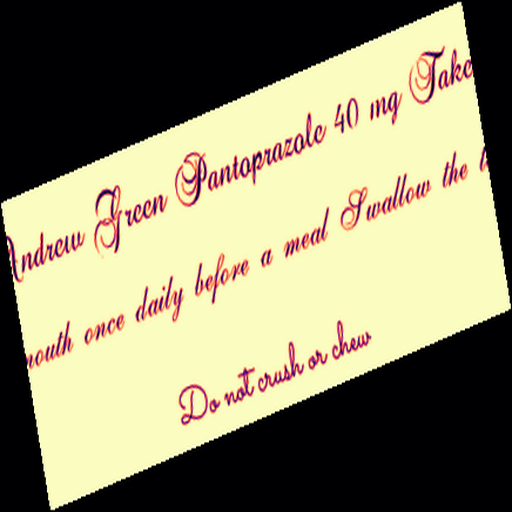 Andrew Green Pantoprazole 40 mg Take
mouth once daily before a meal Swallow the
Do not crush or chew